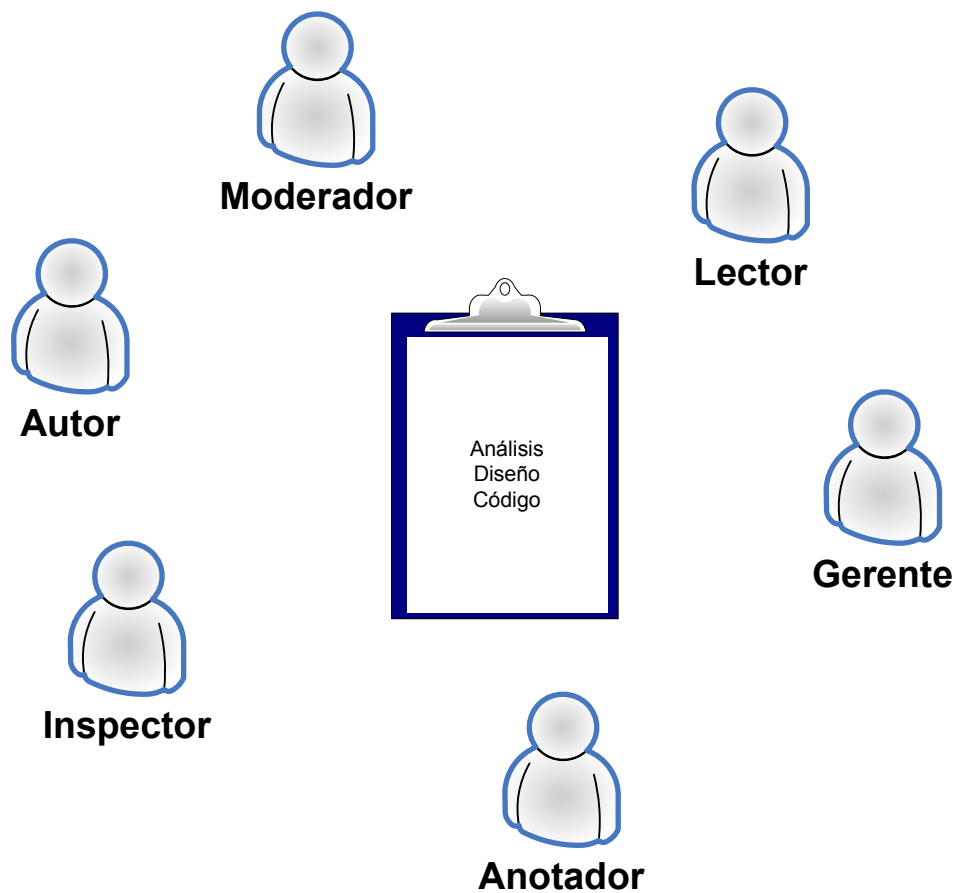 Moderador
Lector
Autor
Análisis
Diseño
Código
Gerente
Inspector
Anotador